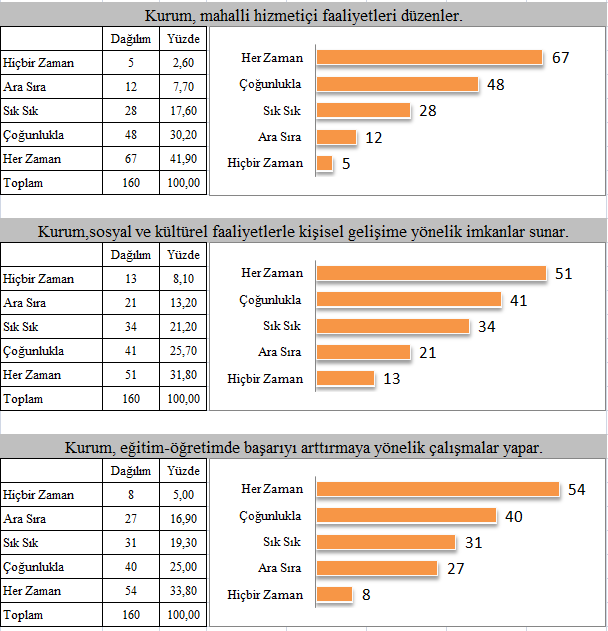 Kurum, mahalli hizmetiçi faaliyetleri düzenler.
Dağılım Yüzde
Hiçbir Zaman 5 2,60
Ara Sıra 12 7,70
Sık Sık 28 17,60
Çoğunlukla 48 30,20
Her Zaman 67 41,90
Toplam 160 100,00
Her Zaman 67
Çoğunlukla 48
Sık Sık 28
Ara Sıra 12
Hiçbir Zaman 5
Kurum,sosyal ve kültürel faaliyetlerle kişisel gelişime yönelik imkanlar sunar.
Dağılım Yüzde
Hiçbir Zaman 13 8,10
Ara Sıra 21 13,20
Sık Sık 34 21,20
Çoğunlukla 41 25,70
Her Zaman 51 31,80
Toplam 160 100,00
Her Zaman 51
Çoğunlukla 41
Sık Sık 34
Ara Sıra 21
Hiçbir Zaman 13
Kurum, eğitim-öğretimde başarıyı arttırmaya yönelik çalışmalar yapar.
Dağılım Yüzde
Hiçbir Zaman 8 5,00
Ara Sıra 27 16,90
Sık Sık 31 19,30
Çoğunlukla 40 25,00
Her Zaman 54 33,80
Toplam 160 100,00
Her Zaman 54
Çoğunlukla 40
Sık Sık 31
Ara Sıra 27
Hiçbir Zaman 8